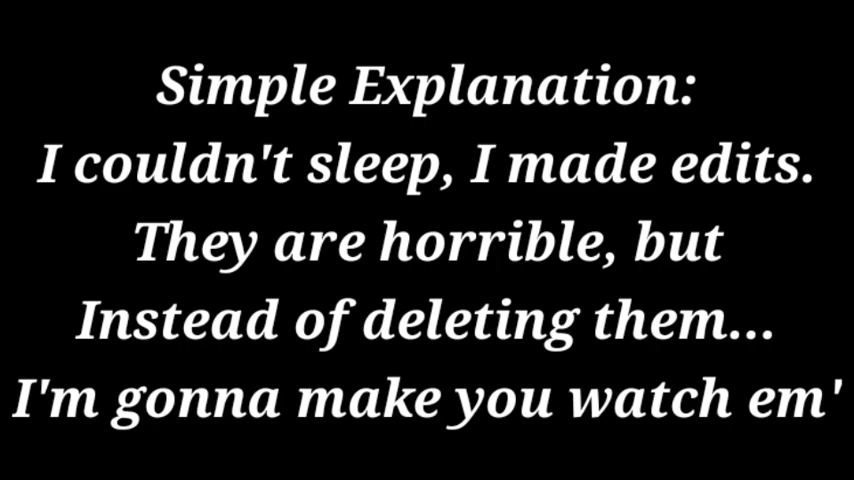 Simple Explanation:
I couldn't sleep, I made edits.
They are horrible, but
Instead of deleting them...
I'm gonna make you watch em'